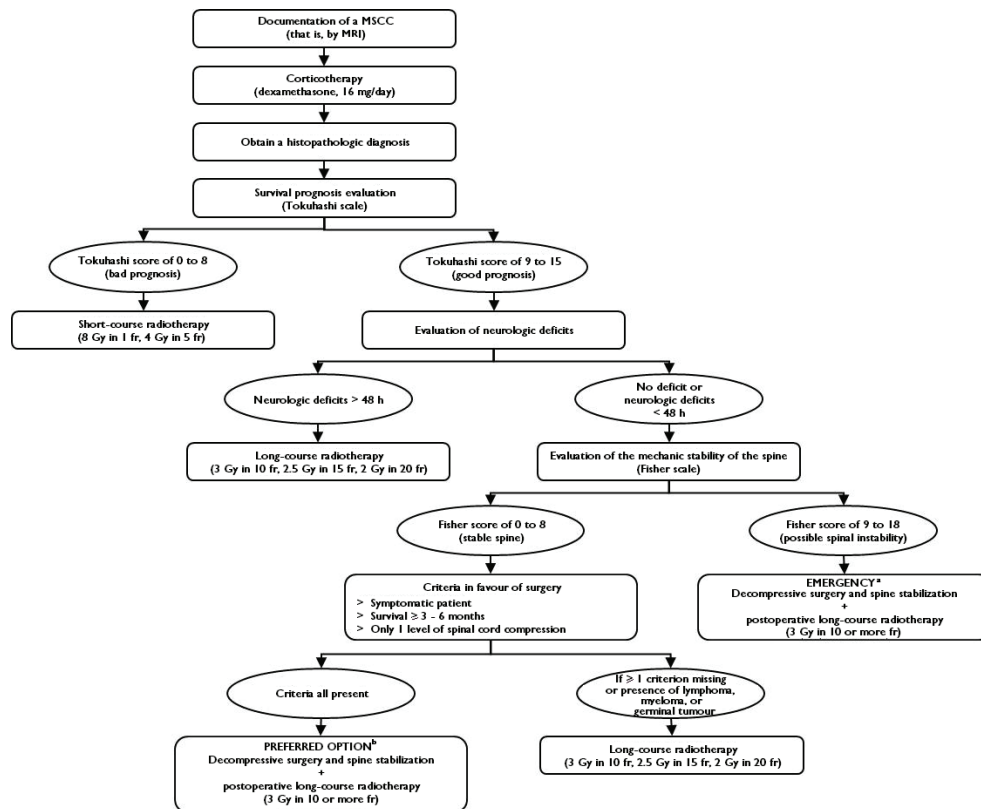 Documentation of a MSCC
(that is, by MRI)
Corticotherapy
(dexamethasone, 16 mg/day)
Obtain a histopathologic diagnosis
Survival prognosis evaluation
(Tokuhashi scale)
Tokuhashi score of 0 to 8
(bad prognosis)
Tokuhashi score of 9 to 15
(good prognosis)
Short-course radiotherapy
(8 Gy in 1 fr, 4 Gy in 5 fr)
Evaluation of neurologic deficits
Neurologic deficits > 48 h
No deficit or
neurologic deficits
< 48 h
Long-course radiotherapy
(3 Gy in 10 fr, 2.5 Gy in 15 fr, 2 Gy in 20 fr)
Evaluation of the mechanic stability of the spine
(Fisher scale)
Fisher score of 0 to 8
(stable spine)
Fisher score of 9 to 18
(possible spinal instability)
Criteria in favour of surgery
> Symptomatic patient
> Survival ≥ 3 - 6 months
> Only 1 level of spinal cord compression
EMERGENCYª
Decompressive surgery and spine stabilization
+
postoperative long-course radiotherapy
(3 Gy in 10 or more fr)
Criteria all present
If ≥ 1 criterion missing
or presence of lymphoma,
myeloma, or
germinal tumour
PREFERRED OPTIONᵇ
Decompressive surgery and spine stabilization
+
postoperative long-course radiotherapy
(3 Gy in 10 or more fr)
Long-course radiotherapy
(3 Gy in 10 fr, 2.5 Gy in 15 fr, 2 Gy in 20 fr)